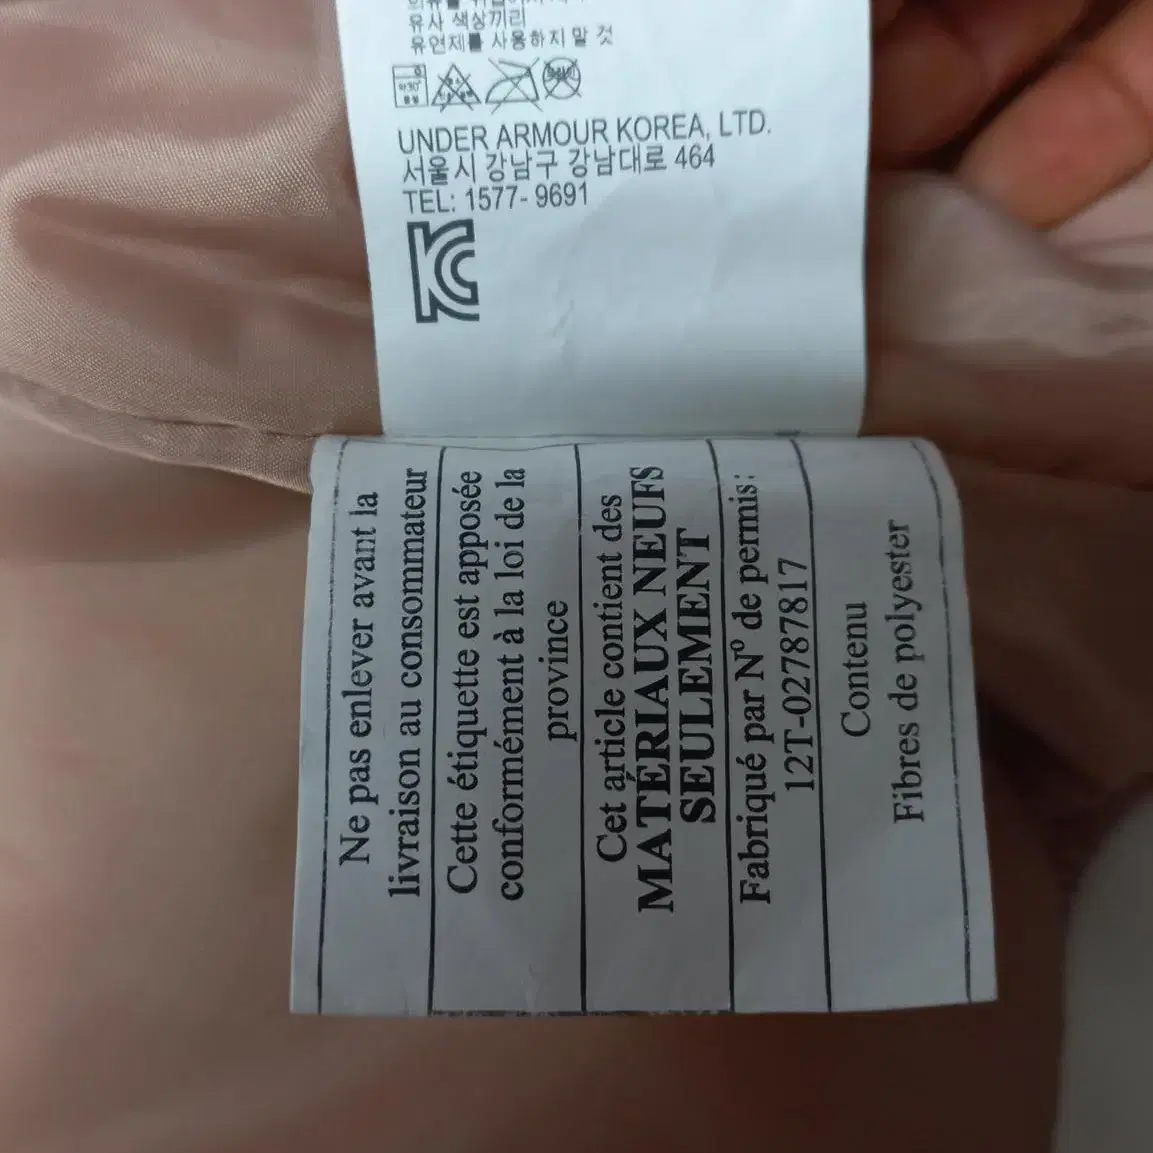 유사 색상끼리
유연제를 사용하지 말 것
UNDER ARMOUR KOREA, LTD.
서울시 강남구 강남대로 464
TEL: 1577- 9691
Ne pas enlever avant la
livraison au consommateur
Cette étiquette est apposée
conformément à la loi de la
province
Cet article contient des
MATÉRIAUX NEUFS
SEULEMENT
Fabriqué par Nº de permis:
12T-02787817
Contenu
Fibres de polyester